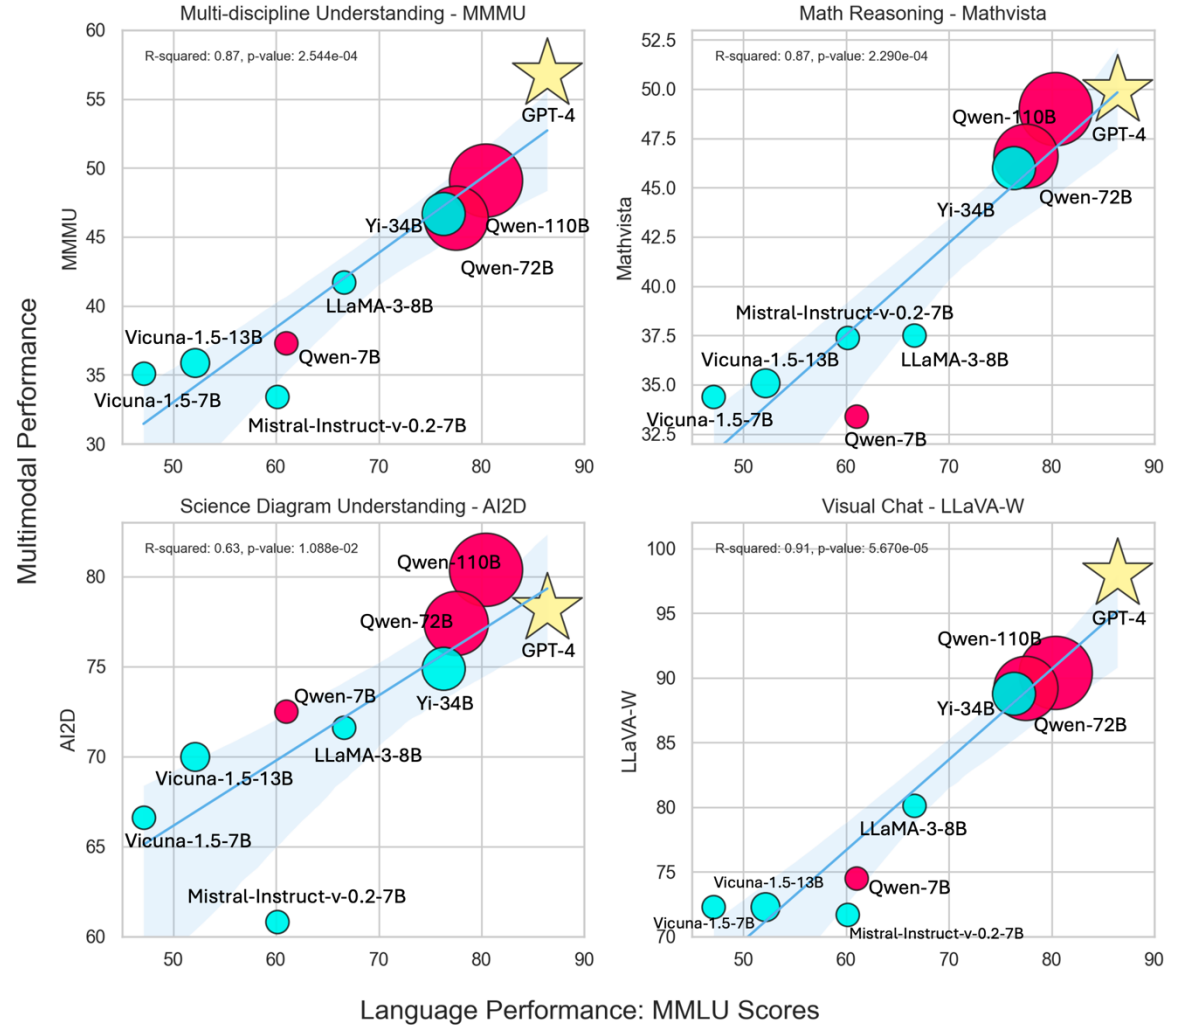 Multi-discipline Understanding - MMMU
R-squared: 0.87, p-value: 2.544e-04
60
55
50
45
40
35
30
MMMU
GPT-4
Yi-34B
Qwen-110B
Qwen-72B
LLaMA-3-8B
Vicuna-1.5-13B
Qwen-7B
Vicuna-1.5-7B
Mistral-Instruct-v-0.2-7B
50 60 70 80 90
Math Reasoning - Mathvista
R-squared: 0.87, p-value: 2.290e-04
52.5
50.0
47.5
45.0
42.5
40.0
37.5
35.0
32.5
Mathvista
Qwen-110B
GPT-4
Qwen-72B
Yi-34B
Mistral-Instruct-v-0.2-7B
Vicuna-1.5-13B
LLaMA-3-8B
Vicuna-1.5-7B
Qwen-7B
50 60 70 80 90
Multimodal Performance
Science Diagram Understanding - AI2D
R-squared: 0.63, p-value: 1.088e-02
80
75
70
65
60
AI2D
Qwen-110B
Qwen-72B
GPT-4
Yi-34B
Qwen-7B
LLaMA-3-8B
Vicuna-1.5-13B
Vicuna-1.5-7B
Mistral-Instruct-v-0.2-7B
50 60 70 80 90
Visual Chat - LLaVA-W
R-squared: 0.91, p-value: 5.670e-05
100
95
90
85
80
75
70
LLaVA-W
GPT-4
Qwen-110B
Yi-34B
Qwen-72B
LLaMA-3-8B
Vicuna-1.5-13B
Qwen-7B
Vicuna-1.5-7B
Mistral-Instruct-v-0.2-7B
50 60 70 80 90
Language Performance: MMLU Scores